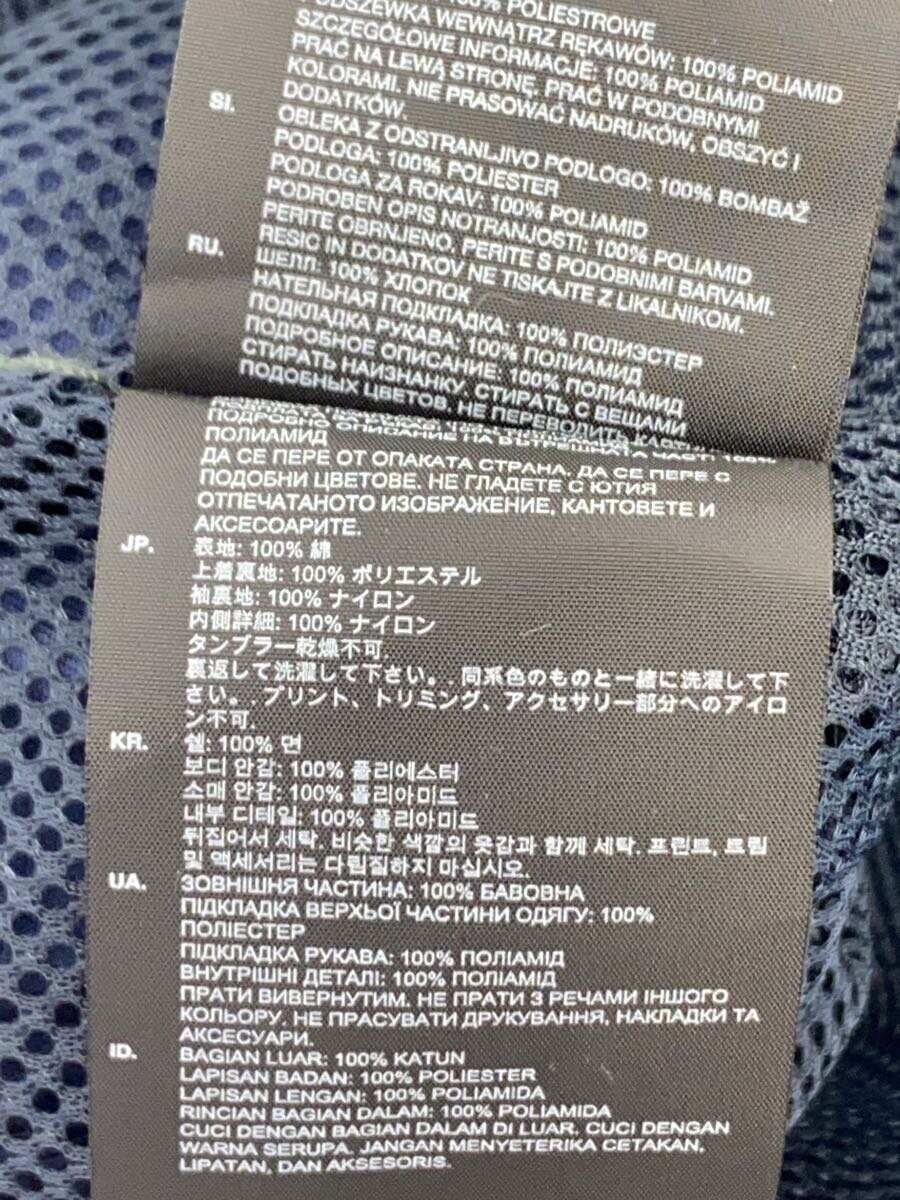 100% POLIESTROWE
PODSZEWKA WEWNĄTRZ RĘKAWÓW: 100% POLIAMID
SZCZEGÓŁOWE INFORMACJE: 100% POLIAMID
PRAĆ NA LEWĄ STRONĘ, PRAĆ W PODOBNYMI
KOLORAMI. NIE PRASOWAĆ NADRUKÓW, OBSZYĆ I
DODATKÓW.
SI. OBLEKA Z ODSTRANLJIVO PODLOGO: 100% BOMBAŽ
PODLOGA: 100% POLIESTER
PODLOGA ZA ROKAV: 100% POLIAMID
PODROBEN OPIS NOTRANJOSTI: 100% POLIAMID
PERITE OBRNJENO. PERITE S PODOBNIMI BARVAMI.
RESIC IN DODATKOV NE TISKAJTE Z LIKALNIKOM.
RU. ШЕЛЛ: 100% ХЛОПОК
НАТЕЛЬНАЯ ПОДКЛАДКА: 100% ПОЛИЭСТЕР
ПОДКЛАДКА РУКАВА: 100% ПОЛИАМИД
ПОДРОБНОЕ ОПИСАНИЕ: 100% ПОЛИАМИД
СТИРАТЬ НАИЗНАНКУ. СТИРАТЬ С ВЕЩАМИ
ПОДОБНЫХ ЦВЕТОВ. НЕ ПЕРЕВОДИТЬ
ПОДРОБНО ОПИСАНИЕ НА ВЪТРЕШНАТА ЧАСТ: 100%
ПОЛИАМИД
ДА СЕ ПЕРЕ ОТ ОПАКАТА СТРАНА. ДА СЕ ПЕРЕ С
ПОДОБНИ ЦВЕТОВЕ. НЕ ГЛАДЕТЕ С ЮТИЯ
ОТПЕЧАТАНОТО ИЗОБРАЖЕНИЕ, КАНТОВЕТЕ И
АКСЕСОАРИТЕ.
JP. 表地: 100% 綿
上着裏地: 100% ポリエステル
袖裏地: 100% ナイロン
内側詳細: 100% ナイロン
タンブラー乾燥不可.
裏返して洗濯して下さい。. 同系色のものと一緒に洗濯して下
さい。. プリント、トリミング、アクセサリー部分へのアイロ
ン不可.
KR. 쉘: 100% 면
보디 안감: 100% 폴리에스터
소매 안감: 100% 폴리아미드
내부 디테일: 100% 폴리아미드
뒤집어서 세탁. 비슷한 색깔의 옷감과 함께 세탁. 프린트, 트림
및 액세서리는 다림질하지 마십시오.
UA. ЗОВНІШНЯ ЧАСТИНА: 100% БАВОВНА
ПІДКЛАДКА ВЕРХЬОЇ ЧАСТИНИ ОДЯГУ: 100%
ПОЛІЕСТЕР
ПІДКЛАДКА РУКАВА: 100% ПОЛІАМІД
ВНУТРІШНІ ДЕТАЛІ: 100% ПОЛІАМІД
ПРАТИ ВИВЕРНУТИМ. НЕ ПРАТИ З РЕЧАМИ ІНШОГО
КОЛЬОРУ. НЕ ПРАСУВАТИ ДРУКУВАННЯ, НАКЛАДКИ ТА
АКСЕСУАРИ.
ID. BAGIAN LUAR: 100% KATUN
LAPISAN BADAN: 100% POLIESTER
LAPISAN LENGAN: 100% POLIAMIDA
RINCIAN BAGIAN DALAM: 100% POLIAMIDA
CUCI DENGAN BAGIAN DALAM DI LUAR. CUCI DENGAN
WARNA SERUPA. JANGAN MENYETERIKA CETAKAN,
LIPATAN, DAN AKSESORIS.